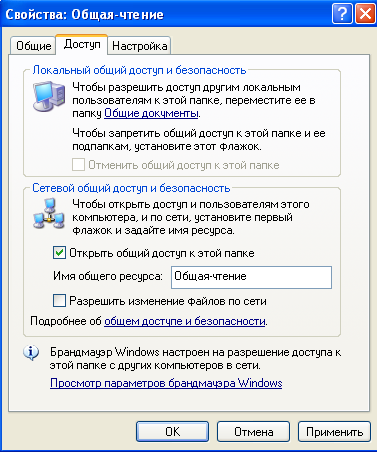 Свойства: Общая-чтение
Общие
Доступ
Настройка
Локальный общий доступ и безопасность
Чтобы разрешить доступ другим локальным
пользователям к этой папке, переместите ее в
папку Общие документы.
Чтобы запретить общий доступ к этой папке и ее
подпапкам, установите этот флажок.
Отменить общий доступ к этой папке
Сетевой общий доступ и безопасность
Чтобы открыть доступ и пользователям этого
компьютера, и по сети, установите первый
флажок и задайте имя ресурса.
Открыть общий доступ к этой папке
Имя общего ресурса:
Общая-чтение
Разрешить изменение файлов по сети
Подробнее об общем доступе и безопасности.
Брандмауэр Windows настроен на разрешение доступа к
этой папке с других компьютеров в сети.
Просмотр параметров брандмауэра Windows
OK
Отмена
Применить